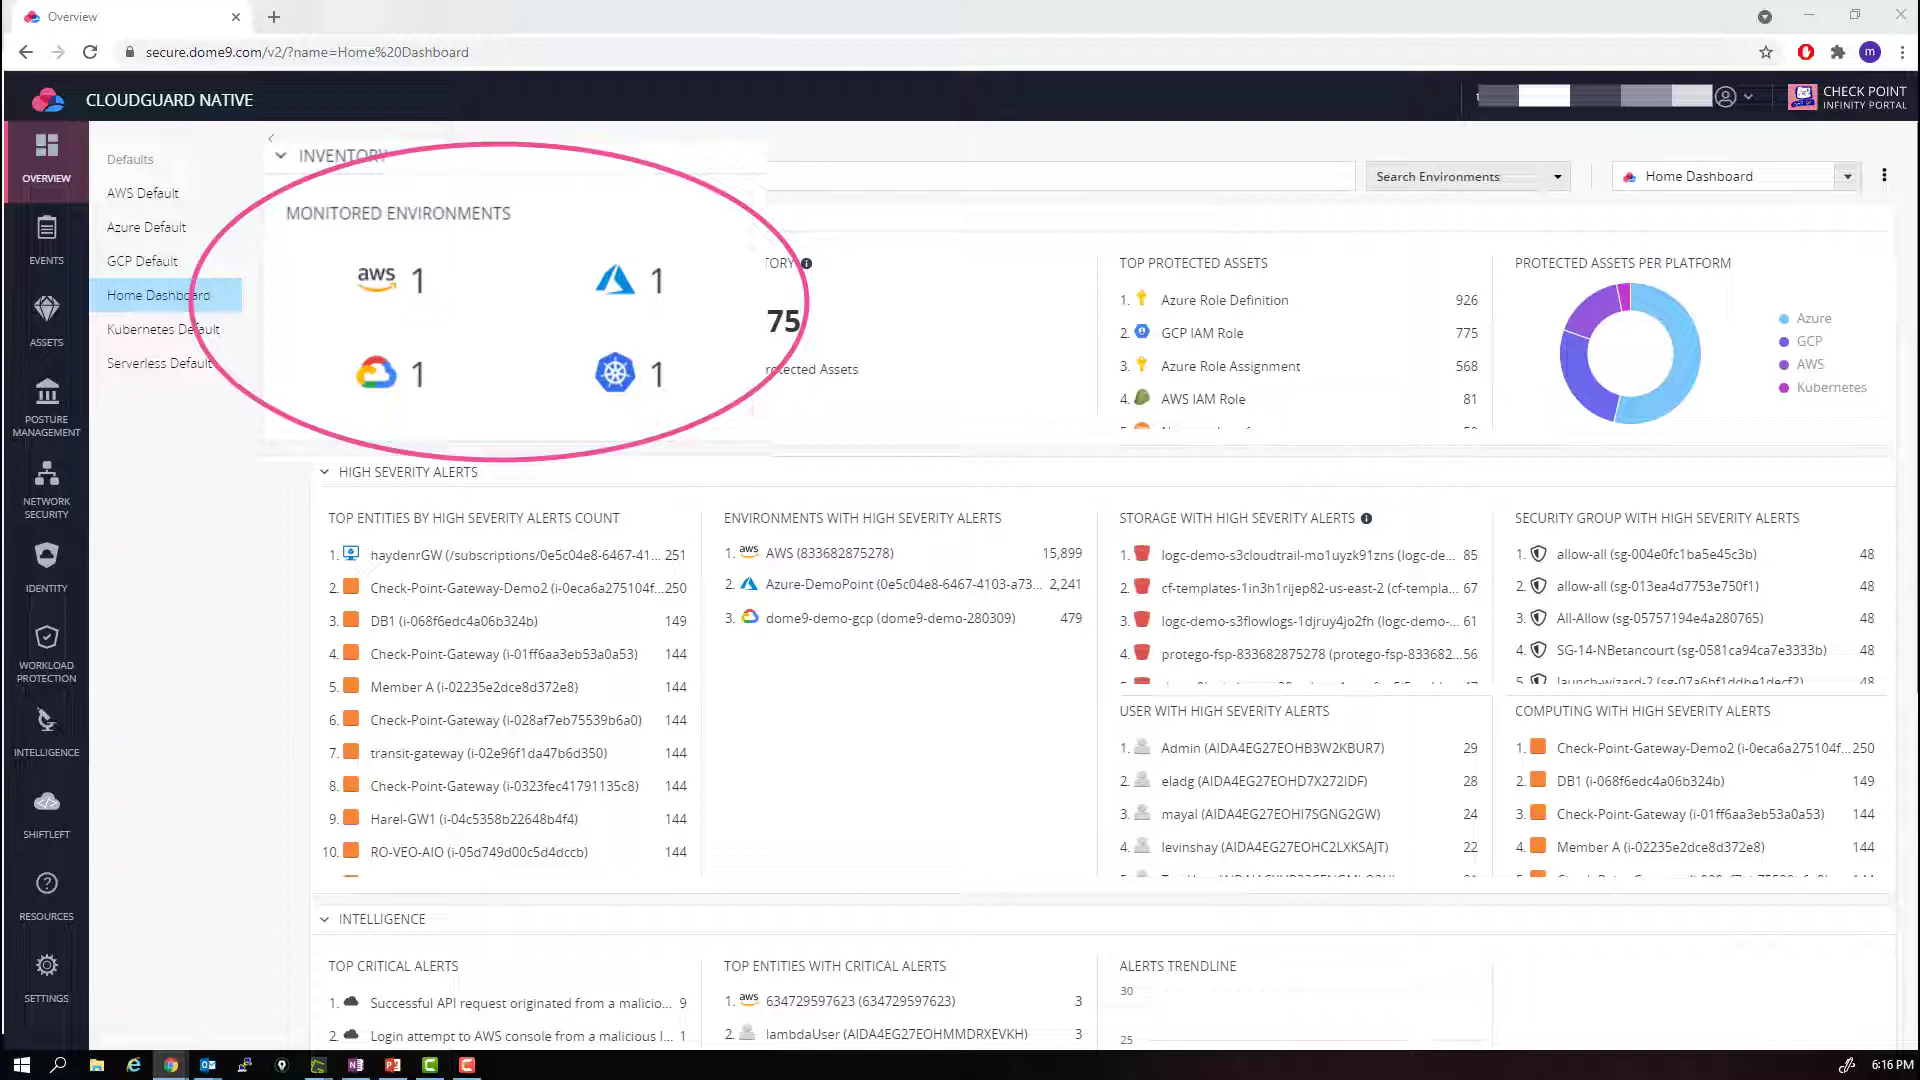 Overview
secure.dome9.com/v2/?name=Home%20Dashboard
m
CLOUDGUARD NATIVE
CHECK POINT
INFINITY PORTAL
OVERVIEW
EVENTS
ASSETS
POSTURE
MANAGEMENT
NETWORK
SECURITY
IDENTITY
WORKLOAD
PROTECTION
INTELLIGENCE
SHIFTLEFT
RESOURCES
SETTINGS
Defaults
AWS Default
Azure Default
GCP Default
Home Dashboard
Kubernetes Default
Serverless Default
INVENTORY
Search Environments
Home Dashboard
MONITORED ENVIRONMENTS
aws 1
1
1
1
TORY
75
otected Assets
TOP PROTECTED ASSETS
1. Azure Role Definition 926
2. GCP IAM Role 775
3. Azure Role Assignment 568
4. AWS IAM Role 81
PROTECTED ASSETS PER PLATFORM
Azure
GCP
AWS
Kubernetes
HIGH SEVERITY ALERTS
TOP ENTITIES BY HIGH SEVERITY ALERTS COUNT
1. haydenrGW (/subscriptions/0e5c04e8-6467-41... 251
2. Check-Point-Gateway-Demo2 (i-0eca6a275104f... 250
3. DB1 (i-068f6edc4a06b324b) 149
4. Check-Point-Gateway (i-01ff6aa3eb53a0a53) 144
5. Member A (i-02235e2dce8d372e8) 144
6. Check-Point-Gateway (i-028af7eb75539b6a0) 144
7. transit-gateway (i-02e96f1da47b6d350) 144
8. Check-Point-Gateway (i-0323fec41791135c8) 144
9. Harel-GW1 (i-04c5358b22648b4f4) 144
10. RO-VEO-AIO (i-05d749d00c5d4dccb) 144
ENVIRONMENTS WITH HIGH SEVERITY ALERTS
1. aws AWS (833682875278) 15,899
2. Azure-DemoPoint (0e5c04e8-6467-4103-a73... 2,241
3. dome9-demo-gcp (dome9-demo-280309) 479
STORAGE WITH HIGH SEVERITY ALERTS
1. logc-demo-s3cloudtrail-mo1uyzk91zns (logc-de... 85
2. cf-templates-1in3h1rijep82-us-east-2 (cf-templa... 67
3. logc-demo-s3flowlogs-1djruy4jo2fh (logc-demo-... 61
4. protego-fsp-833682875278 (protego-fsp-833682... 56
SECURITY GROUP WITH HIGH SEVERITY ALERTS
1. allow-all (sg-004e0fc1ba5e45c3b) 48
2. allow-all (sg-013ea4d7753e750f1) 48
3. All-Allow (sg-05757194e4a280765) 48
4. SG-14-NBetancourt (sg-0581ca94ca7e3333b) 48
5. launch-wizard-2 (sg-07a6bf1ddbe1decf2) 48
USER WITH HIGH SEVERITY ALERTS
1. Admin (AIDA4EG27EOHB3W2KBUR7) 29
2. eladg (AIDA4EG27EOHD7X272IDF) 28
3. mayal (AIDA4EG27EOHI7SGNG2GW) 24
4. levinshay (AIDA4EG27EOHC2LXKSAJT) 22
COMPUTING WITH HIGH SEVERITY ALERTS
1. Check-Point-Gateway-Demo2 (i-0eca6a275104f... 250
2. DB1 (i-068f6edc4a06b324b) 149
3. Check-Point-Gateway (i-01ff6aa3eb53a0a53) 144
4. Member A (i-02235e2dce8d372e8) 144
INTELLIGENCE
TOP CRITICAL ALERTS
1. Successful API request originated from a malicio... 9
2. Login attempt to AWS console from a malicious I... 1
TOP ENTITIES WITH CRITICAL ALERTS
1. aws 634729597623 (634729597623) 3
2. lambdaUser (AIDA4EG27EOHMMDRXEVKH) 3
ALERTS TRENDLINE
30
25
6:16 PM